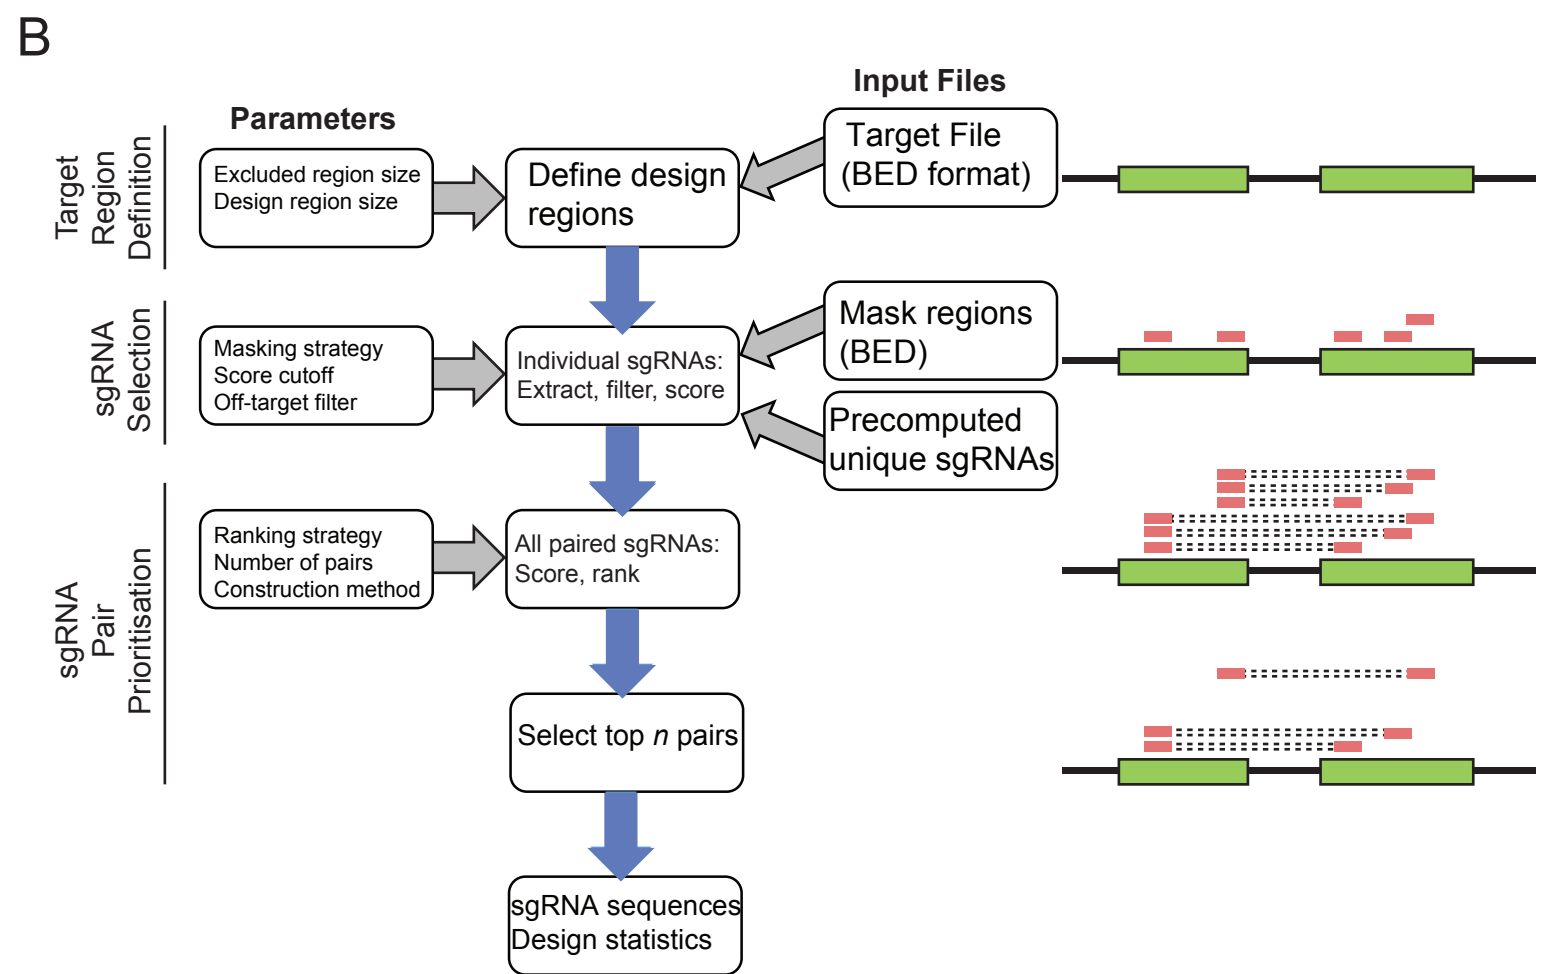 B
Input Files
Parameters
Target
Region
Definition
Excluded region size
Design region size
Define design
regions
Target File
(BED format)
sgRNA
Selection
Masking strategy
Score cutoff
Off-target filter
Individual sgRNAs:
Extract, filter, score
Mask regions
(BED)
Precomputed
unique sgRNAs
sgRNA
Pair
Prioritisation
Ranking strategy
Number of pairs
Construction method
All paired sgRNAs:
Score, rank
Select top n pairs
sgRNA sequences
Design statistics